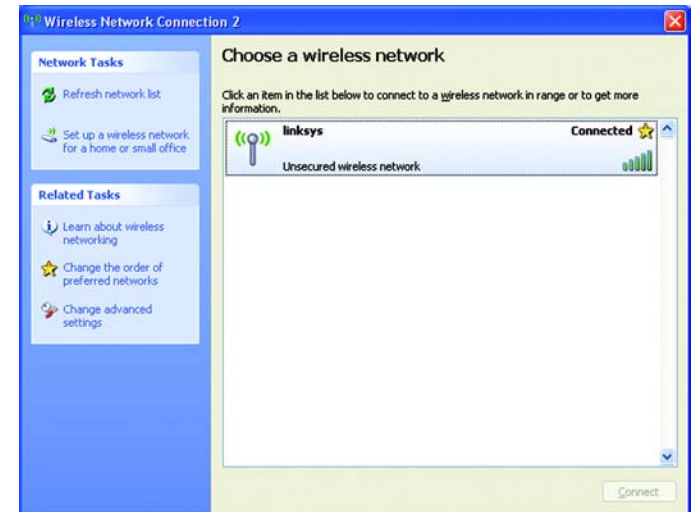 Wireless Network Connection 2
Network Tasks
Refresh network list
Set up a wireless network
for a home or small office
Related Tasks
Learn about wireless
networking
Change the order of
preferred networks
Change advanced
settings
Choose a wireless network
Click an item in the list below to connect to a wireless network in range or to get more
information.
linksys
Connected
Unsecured wireless network
Connect